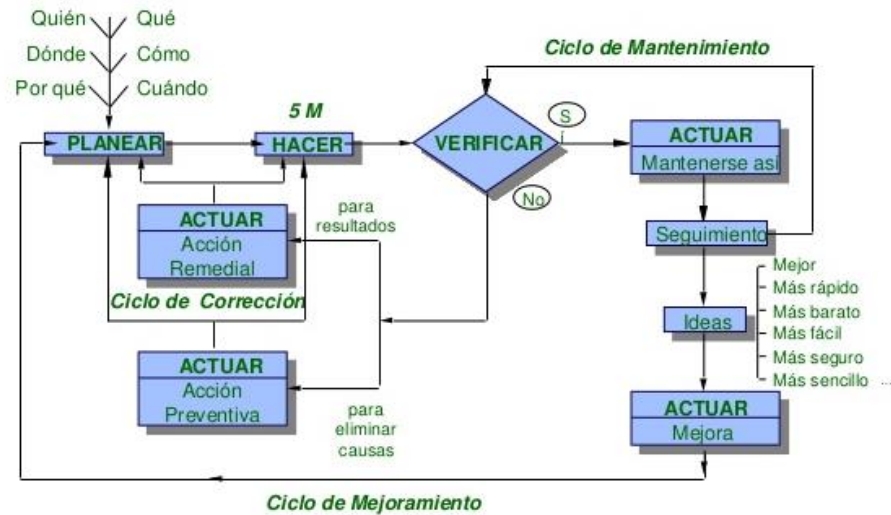 Quién Qué
Dónde Cómo
Por qué Cuándo
Ciclo de Mantenimiento
5 M
PLANEAR
HACER
VERIFICAR
Sí
No
ACTUAR
Mantenerse así
Seguimiento
Ideas
Mejor
Más rápido
Más barato
Más fácil
Más seguro
Más sencillo ...
ACTUAR
Mejora
ACTUAR
Acción
Remedial
para
resultados
Ciclo de Corrección
ACTUAR
Acción
Preventiva
para
eliminar
causas
Ciclo de Mejoramiento